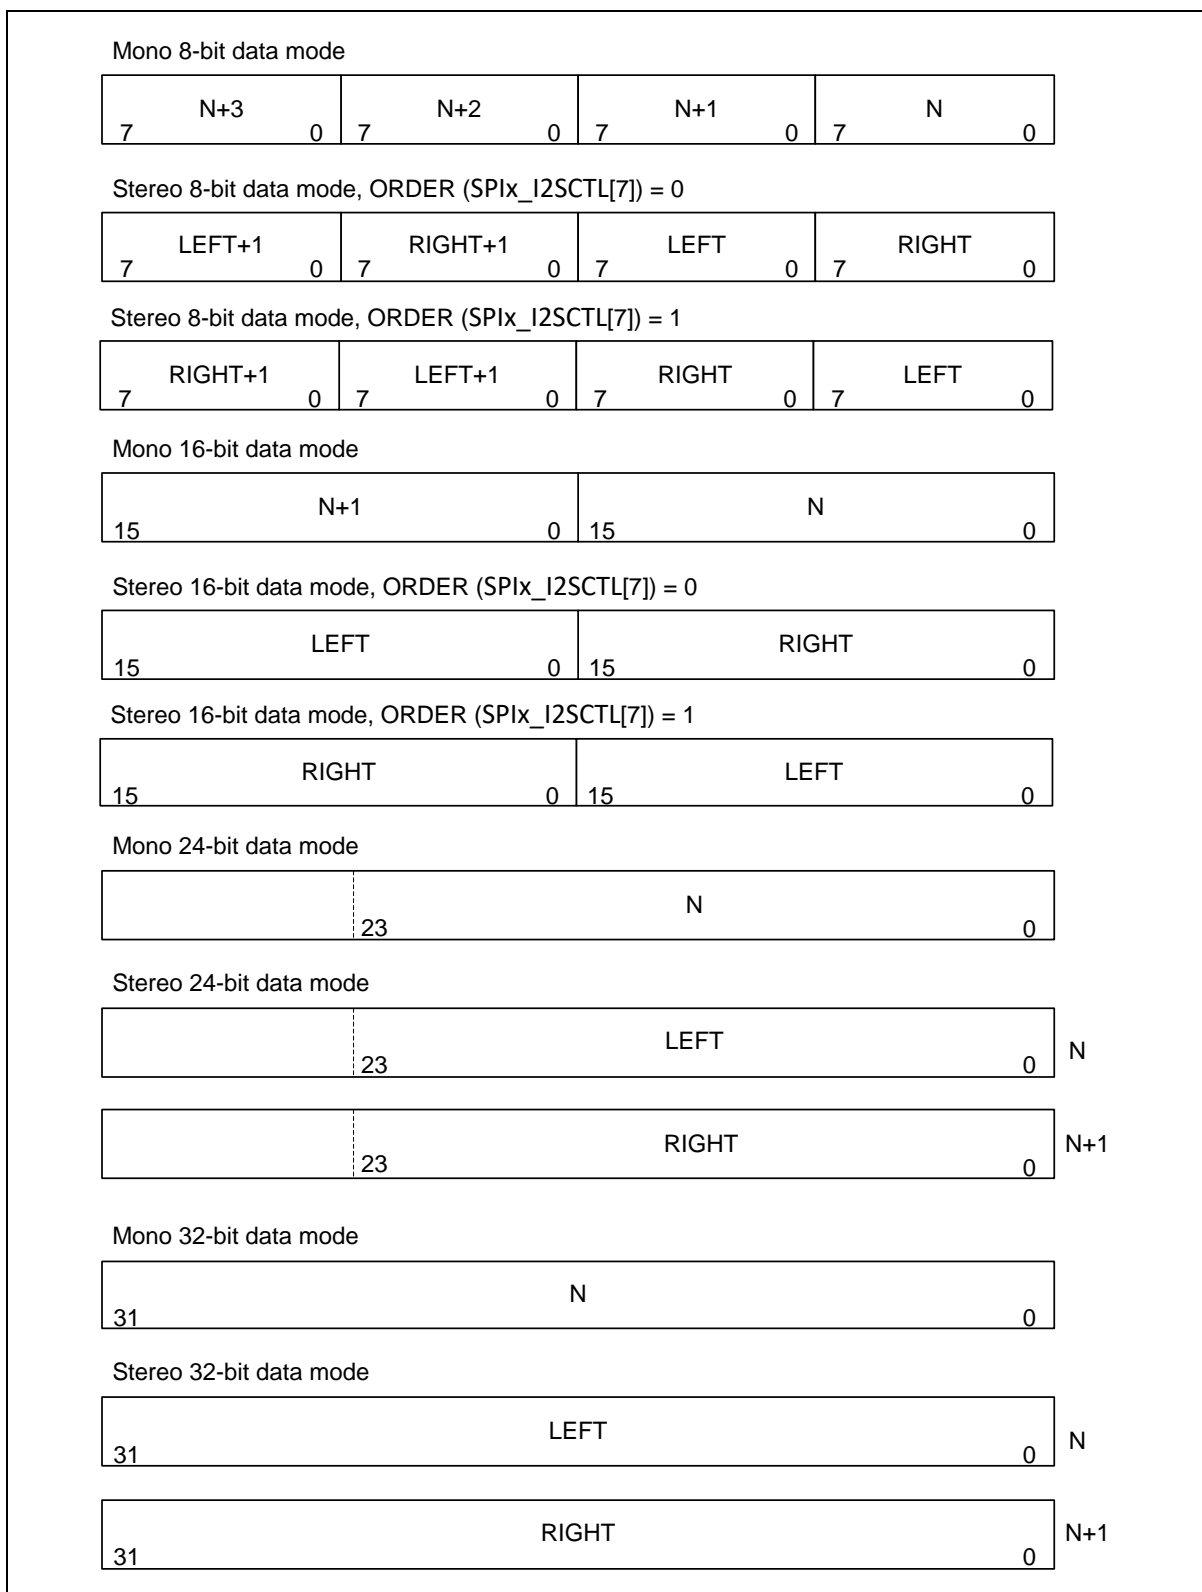 Mono 8-bit data mode
N+3 N+2 N+1 N
7 0 7 0 7 0 7 0
Stereo 8-bit data mode, ORDER (SPIx_I2SCTL[7]) = 0
LEFT+1 RIGHT+1 LEFT RIGHT
7 0 7 0 7 0 7 0
Stereo 8-bit data mode, ORDER (SPIx_I2SCTL[7]) = 1
RIGHT+1 LEFT+1 RIGHT LEFT
7 0 7 0 7 0 7 0
Mono 16-bit data mode
N+1 N
15 0 15 0
Stereo 16-bit data mode, ORDER (SPIx_I2SCTL[7]) = 0
LEFT RIGHT
15 0 15 0
Stereo 16-bit data mode, ORDER (SPIx_I2SCTL[7]) = 1
RIGHT LEFT
15 0 15 0
Mono 24-bit data mode
N
23 0
Stereo 24-bit data mode
LEFT
N
23 0
RIGHT N+1
23 0
Mono 32-bit data mode
N
31 0
Stereo 32-bit data mode
LEFT
N
31 0
RIGHT N+1
31 0